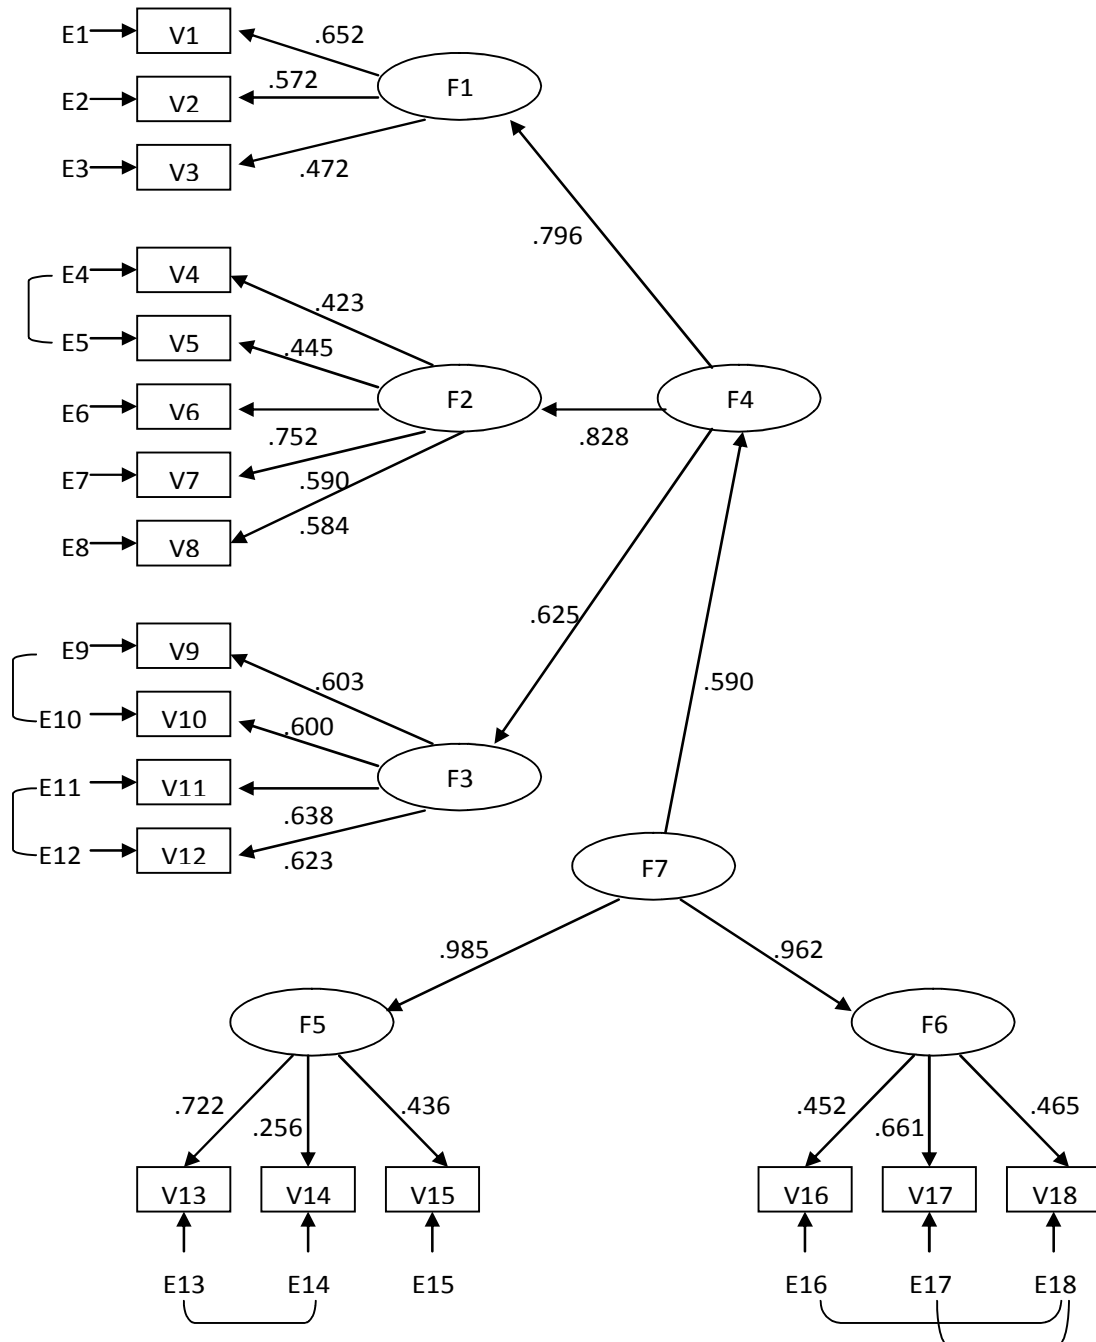 E1 V1 .652
F1
E2 V2 .572
E3 V3 .472
.796
E4 V4 .423
E5 V5 .445
E6 V6 F2 F4
.752 .828
E7 V7 .590
E8 V8 .584
.625
E9 V9 .603
.590
E10 V10 .600
E11 V11 F3
.638
E12 V12 .623
F7
.985 .962
F5 F6
.722 .256 .436 .452 .661 .465
V13 V14 V15 V16 V17 V18
E13 E14 E15 E16 E17 E18